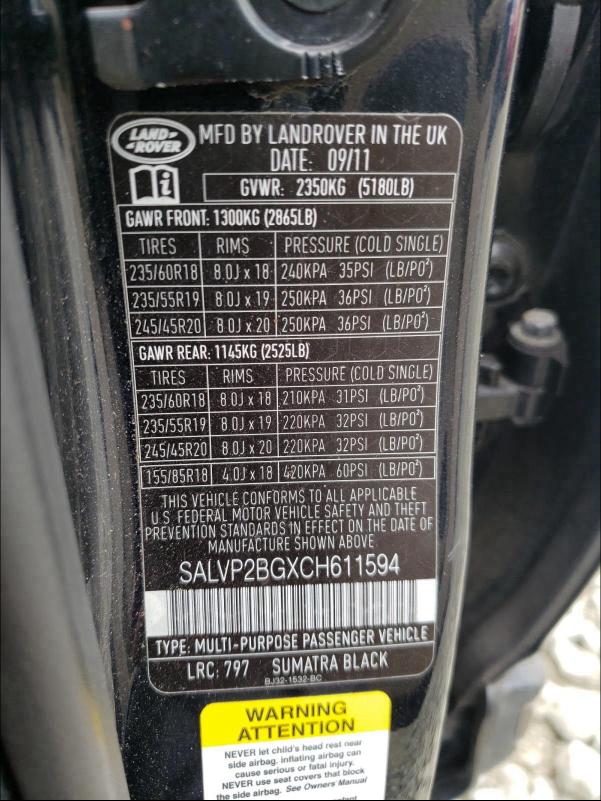 LAND-
ROVER
MFD BY LANDROVER IN THE UK
DATE: 09/11
i
GVWR: 2350KG (5180LB)
GAWR FRONT: 1300KG (2865LB)
TIRES RIMS PRESSURE (COLD SINGLE)
235/60R18 8.0J x 18 240KPA 35PSI (LB/PO²)
235/55R19 8.0J x 19 250KPA 36PSI (LB/PO²)
245/45R20 8.0J x 20 250KPA 36PSI (LB/PO²)
GAWR REAR: 1145KG (2525LB)
TIRES RIMS PRESSURE (COLD SINGLE)
235/60R18 8.0J x 18 210KPA 31PSI (LB/PO²)
235/55R19 8.0J x 19 220KPA 32PSI (LB/PO²)
245/45R20 8.0J x 20 220KPA 32PSI (LB/PO²)
155/85R18 4.0J x 18 420KPA 60PSI (LB/PO²)
THIS VEHICLE CONFORMS TO ALL APPLICABLE
U.S. FEDERAL MOTOR VEHICLE SAFETY AND THEFT
PREVENTION STANDARDS IN EFFECT ON THE DATE OF
MANUFACTURE SHOWN ABOVE
SALVP2BGXCH611594
TYPE: MULTI-PURPOSE PASSENGER VEHICLE
LRC: 797 SUMATRA BLACK
BJ32-1532-BC
WARNING
ATTENTION
NEVER let child's head rest near
side airbag. inflating airbag can
cause serious or fatal injury.
NEVER use seat covers that block
the side airbag. See Owners' Manual